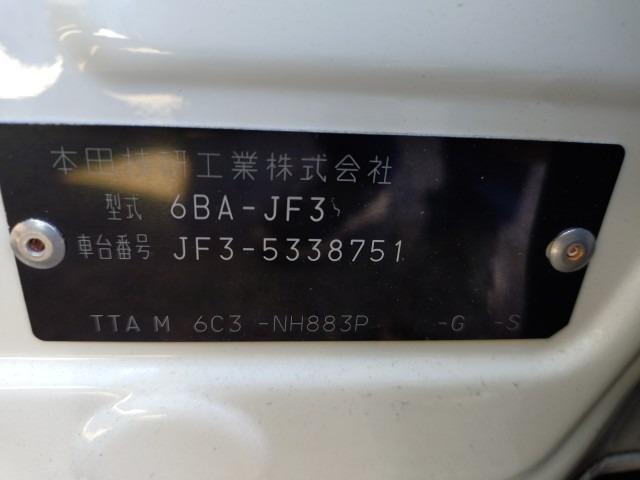 本田技研工業株式会社
型式 6BA-JF3
車台番号 JF3-5338751
TTA M 6C3 -NH883P -G -S